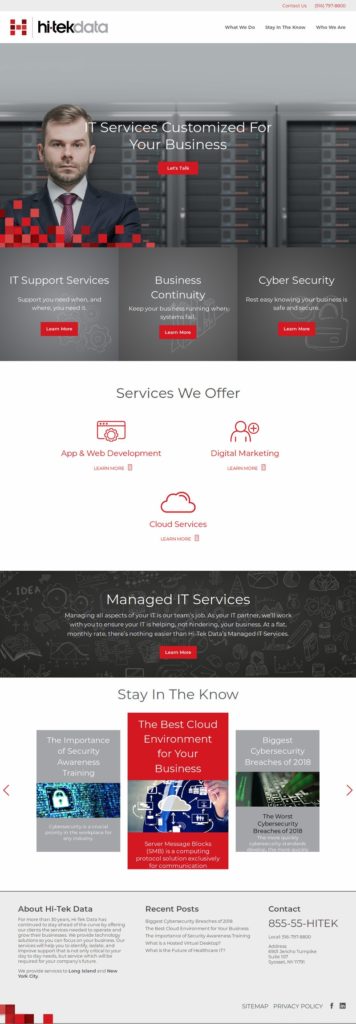 Contact Us (516) 797-8800
hi-tekdata
What We Do Stay In The Know Who We Are
IT Services Customized For
Your Business
Let's Talk
IT Support Services
Support you need when, and
where, you need it.
Learn More
Business
Continuity
Keep your business running when
systems fail.
Learn More
Cyber Security
Rest easy knowing your business is
safe and secure.
Learn More
Services We Offer
App & Web Development
LEARN MORE
Digital Marketing
LEARN MORE
Cloud Services
LEARN MORE
IDEA
Managed IT Services
Managing all aspects of your IT is our team's job. As your IT partner, we'll work
with you to ensure your IT is helping, not hindering, your business. At a flat,
monthly rate, there's nothing easier than Hi-Tek Data's Managed IT Services.
Learn More
Stay In The Know
The Importance
of Security
Awareness
Training
Cybersecurity is a crucial
priority in the workplace for
any industry.
The Best Cloud
Environment
for Your
Business
Server Message Blocks
(SMB) is a computing
protocol solution exclusively
for communication
Biggest
Cybersecurity
Breaches of 2018
The Worst
Cybersecurity
Breaches of 2018
The more quickly
cybersecurity standards
develop, the more quickly
About Hi-Tek Data
For more than 30 years, Hi Tek Data has
continued to stay ahead of the curve by offering
our clients the services needed to operate and
grow their businesses. We provide technology
solutions so you can focus on your business. Our
services will help you to identify, isolate, and
improve support that is not only critical to your
day to day needs, but service which will be
required for your company's future.
We provide services to Long Island and New
York City.
Recent Posts
Biggest Cybersecurity Breaches of 2018
The Best Cloud Environment for Your Business
The Importance of Security Awareness Training
What is a Hosted Virtual Desktop?
What is the Future of Healthcare IT?
Contact
855-55-HITEK
Local: 516-797-8800
Address:
6901 Jericho Turnpike
Suite 107
Syosset, NY 11791
SITEMAP PRIVACY POLICY